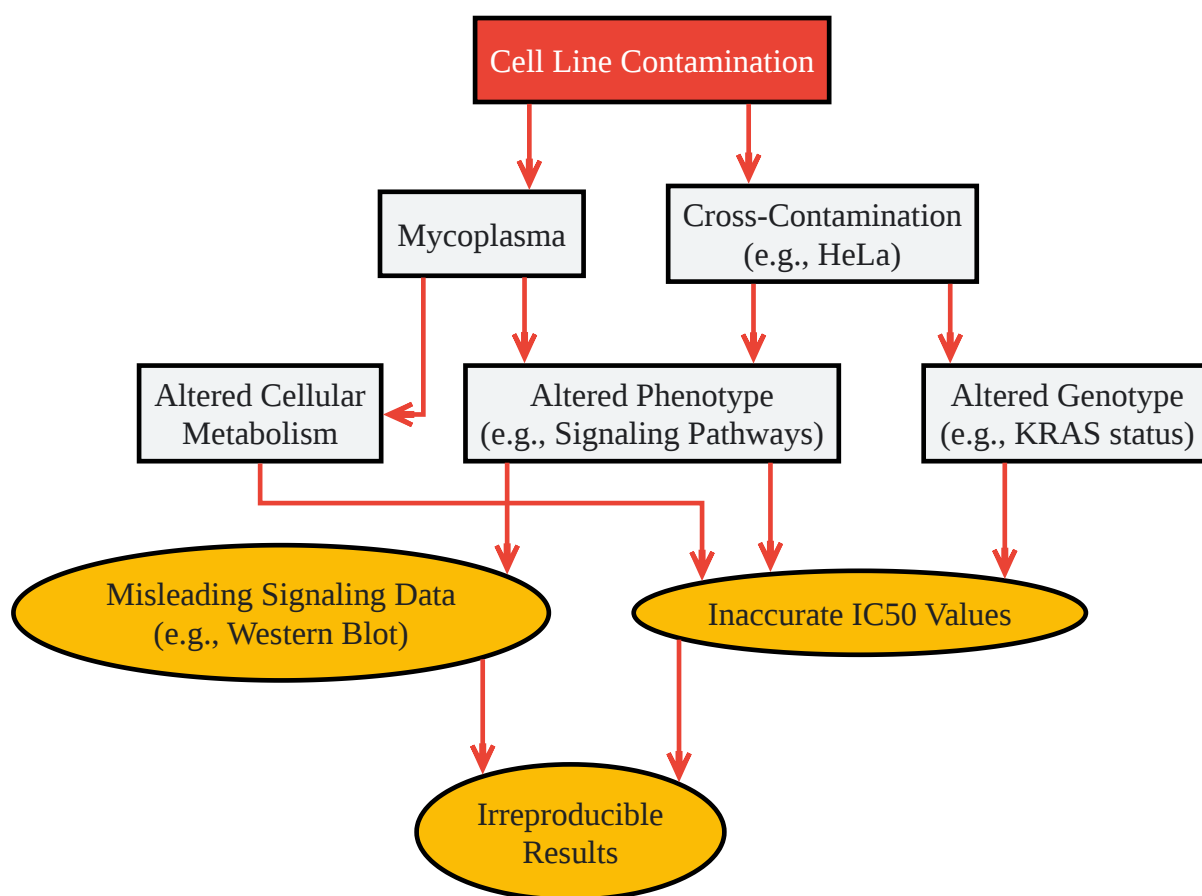 Cell Line Contamination
Mycoplasma
Cross-Contamination
(e.g., HeLa)
Altered Cellular
Metabolism
Altered Phenotype
(e.g., Signaling Pathways)
Altered Genotype
(e.g., KRAS status)
Misleading Signaling Data
(e.g., Western Blot)
Inaccurate IC50 Values
Irreproducible
Results